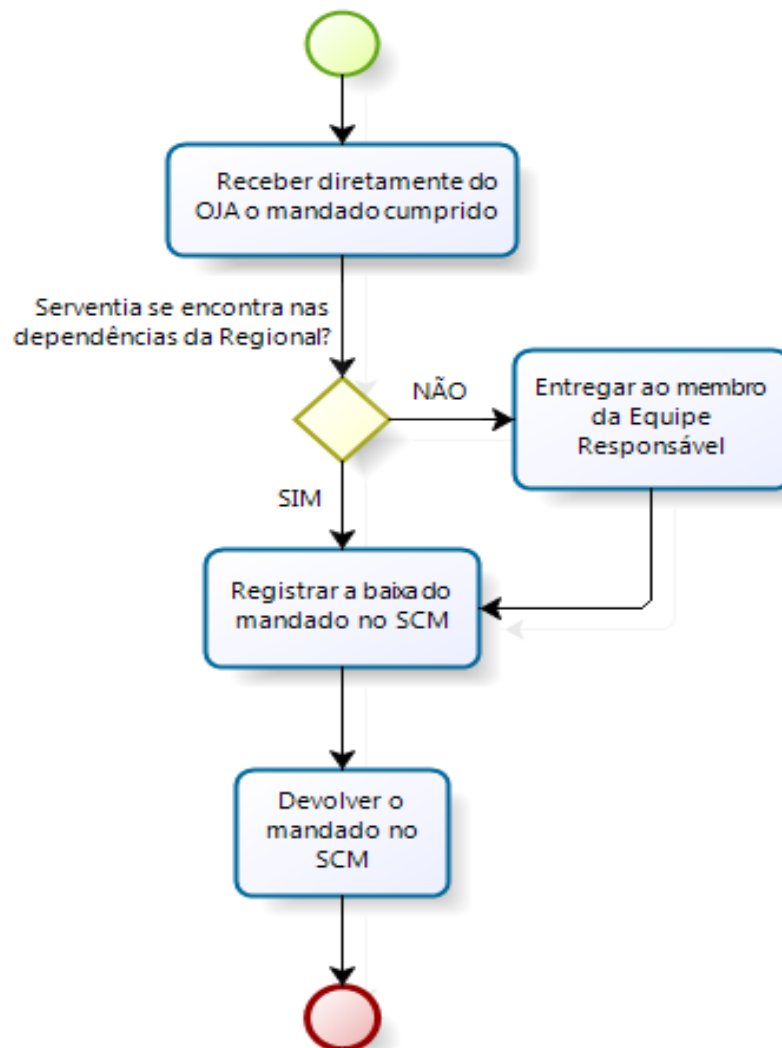 Receber diretamente do
OJA o mandado cumprido
Serventia se encontra nas
dependências da Regional?
NÃO
Entregar ao membro
da Equipe
Responsável
SIM
Registrar a baixa do
mandado no SCM
Devolver o
mandado no
SCM